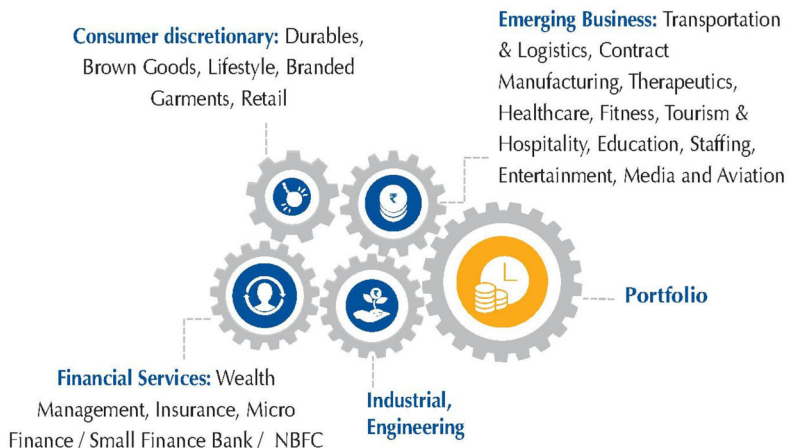 Consumer discretionary: Durables,
Brown Goods, Lifestyle, Branded
Garments, Retail
Emerging Business: Transportation
& Logistics, Contract
Manufacturing, Therapeutics,
Healthcare, Fitness, Tourism &
Hospitality, Education, Staffing,
Entertainment, Media and Aviation
₹
₹
Portfolio
Financial Services: Wealth
Management, Insurance, Micro
Finance / Small Finance Bank / NBFC
Industrial,
Engineering